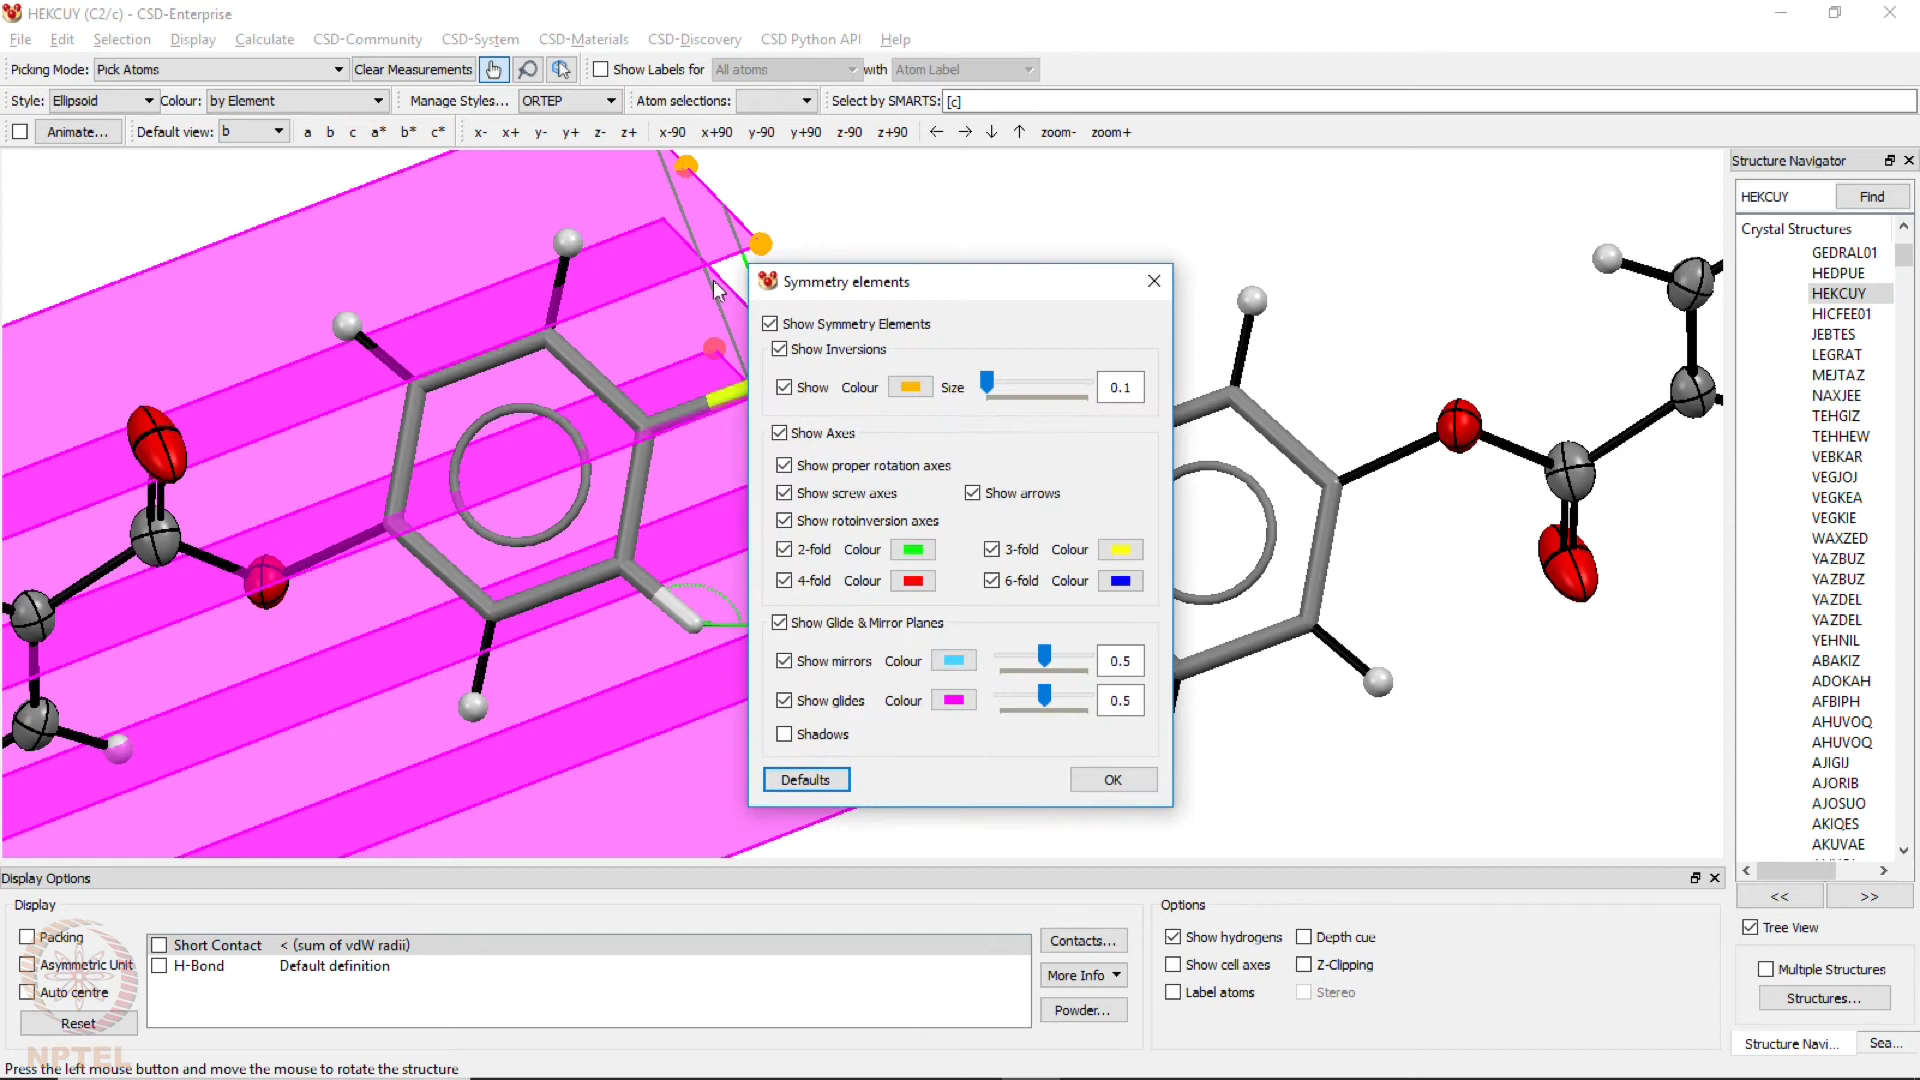 HEKCUY (C2/c) - CSD-Enterprise
File Edit Selection Display Calculate CSD-Community CSD-System CSD-Materials CSD-Discovery CSD Python API Help
Picking Mode: Pick Atoms Clear Measurements Show Labels for All atoms with Atom Label
Style: Ellipsoid Colour: by Element Manage Styles... ORTEP Atom selections: Select by SMARTS: [c]
Animate... Default view: b a b c a* b* c* x- x+ y- y+ z- z+ x-90 x+90 y-90 y+90 z-90 z+90 zoom- zoom+
Symmetry elements
Show Symmetry Elements
Show Inversions
Show Colour Size 0.1
Show Axes
Show proper rotation axes
Show screw axes Show arrows
Show rotoinversion axes
2-fold Colour 3-fold Colour
4-fold Colour 6-fold Colour
Show Glide & Mirror Planes
Show mirrors Colour 0.5
Show glides Colour 0.5
Shadows
Defaults OK
Structure Navigator
HEKCUY Find
Crystal Structures
GEDRAL01
HEDPUE
HEKCUY
HICFEE01
JEBTES
LEGRAT
MEJTAZ
NAXJEE
TEHGIZ
TEHHEW
VEBKAR
VEGJOJ
VEGKEA
VEGKIE
WAXZED
YAZBUZ
YAZBUZ
YAZDEL
YAZDEL
YEHNIL
ABAKIZ
ADOKAH
AFBIPH
AHUVOQ
AHUVOQ
AJIGIJ
AJORIB
AJOSUO
AKIQES
AKUVAE
<< >>
Tree View
Multiple Structures
Structures...
Structure Navi... Sea...
Display Options
Display
Packing
Asymmetric Unit
Auto centre
Reset
Short Contact < (sum of vdW radii)
H-Bond Default definition
Contacts...
More Info
Powder...
Options
Show hydrogens Depth cue
Show cell axes Z-Clipping
Label atoms Stereo
NPTEL
Press the left mouse button and move the mouse to rotate the structure